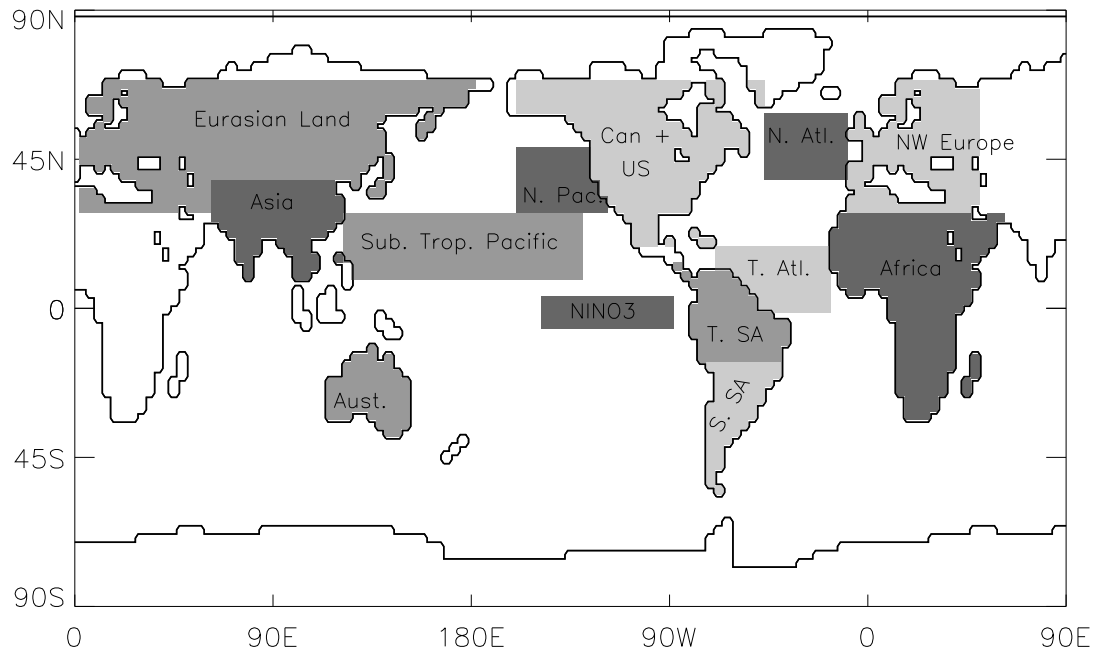 90N
Eurasian Land
Can +
N. Atl.
NW Europe
45N
US
Asia
N. Pac.
Sub. Trop. Pacific
T. Atl.
Africa
0
NINO3
T. SA
Aust.
S. SA
45S
90S
0 90E 180E 90W 0 90E